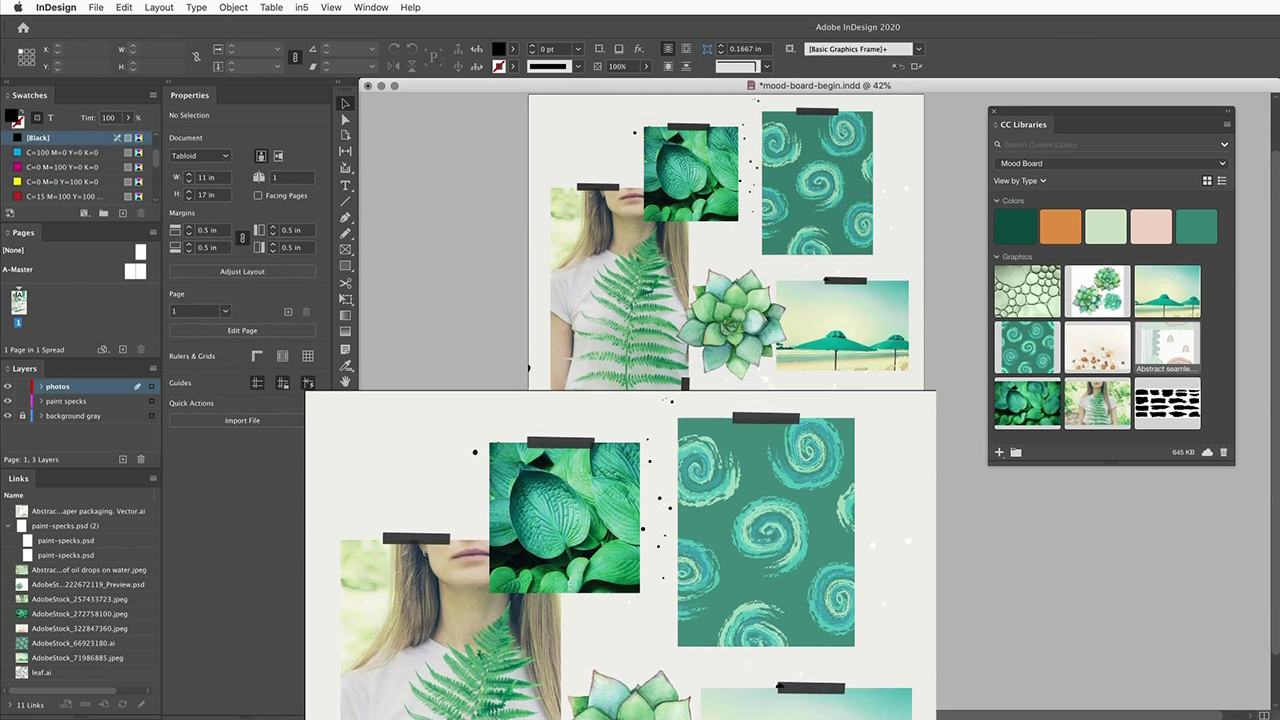 InDesign File Edit Layout Type Object Table in5 View Window Help
Adobe InDesign 2020
X: W: 0 pt fx. 0.1667 in [Basic Graphics Frame]+
Y: H: 100%
Swatches
T Tint: 100 %
[Black]
C=100 M=0 Y=0 K=0
C=0 M=100 Y=0 K=0
C=0 M=0 Y=100 K=0
C=15 M=100 Y=100 ...
Pages
[None]
A-Master
A
1
1 Page in 1 Spread
Layers
photos
paint specks
background gray
Page: 1, 3 Layers
Links
Name
Abstrac...aper packaging. Vector.ai
paint-specks.psd (2)
paint-specks.psd
paint-specks.psd
Abstrac...of oil drops on water.jpeg
AdobeSt...222672119_Preview.psd
AdobeStock_257433723.jpeg
AdobeStock_272758100.jpeg
AdobeStock_322847360.jpeg
AdobeStock_66923180.ai
AdobeStock_71986885.jpeg
leaf.ai
11 Links
Properties
No Selection
Document
Tabloid
W: 11 in 1
H: 17 in Facing Pages
Margins
0.5 in 0.5 in
0.5 in 0.5 in
Adjust Layout
Page
1
Edit Page
Rulers & Grids
Guides
Quick Actions
Import File
*mood-board-begin.indd @ 42%
CC Libraries
Search Current Library
Mood Board
View by Type
Colors
Graphics
Abstract seamle...
645 KB